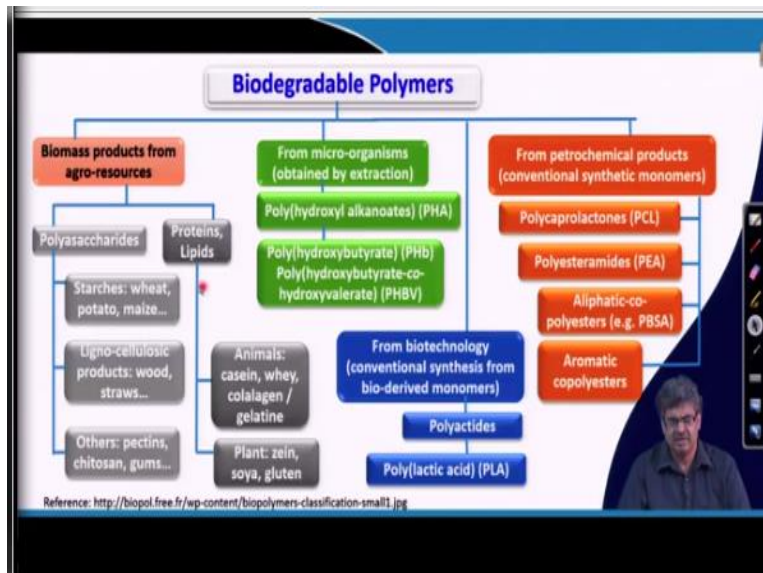 Biodegradable Polymers
Biomass products from
agro-resources
Polyasaccharides
Starches: wheat,
potato, maize...
Ligno-cellulosic
products: wood,
straws...
Others: pectins,
chitosan, gums...
Proteins,
Lipids
Animals:
casein, whey,
colalagen /
gelatine
Plant: zein,
soya, gluten
From micro-organisms
(obtained by extraction)
Poly(hydroxyl alkanoates) (PHA)
Poly(hydroxybutyrate) (PHb)
Poly(hydroxybutyrate-co-
hydroxyvalerate) (PHBV)
From biotechnology
(conventional synthesis from
bio-derived monomers)
Polyactides
Poly(lactic acid) (PLA)
From petrochemical products
(conventional synthetic monomers)
Polycaprolactones (PCL)
Polyesteramides (PEA)
Aliphatic-co-
polyesters (e.g. PBSA)
Aromatic
copolyesters
Reference: http://biopol.free.fr/wp-content/biopolymers-classification-small1.jpg